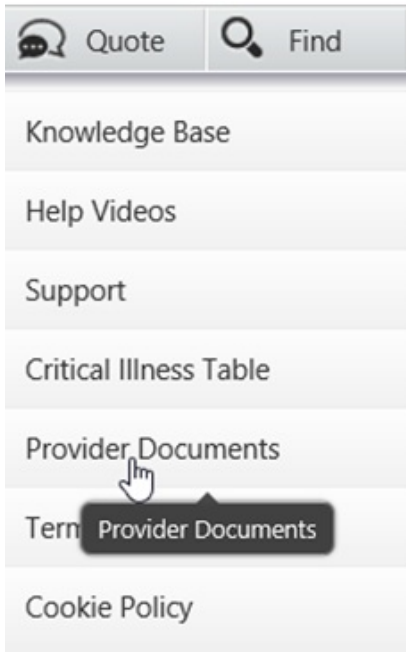 Quote Find
Knowledge Base
Help Videos
Support
Critical Illness Table
Provider Documents
Provider Documents
Cookie Policy